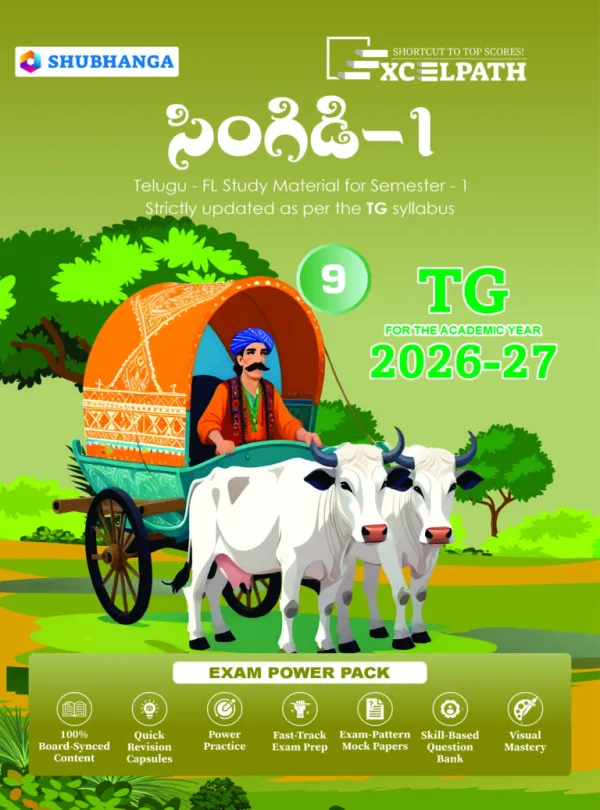 SHUBHANGA
SHORTCUT TO TOP SCORES!
EXCELPATH
సింగిడి-1
Telugu - FL Study Material for Semester - 1
Strictly updated as per the TG syllabus
9
TG
FOR THE ACADEMIC YEAR
2026-27
EXAM POWER PACK
100%
Board-Synced
Content
Quick
Revision
Capsules
Power
Practice
Fast-Track
Exam Prep
Exam-Pattern
Mock Papers
Skill-Based
Question
Bank
Visual
Mastery